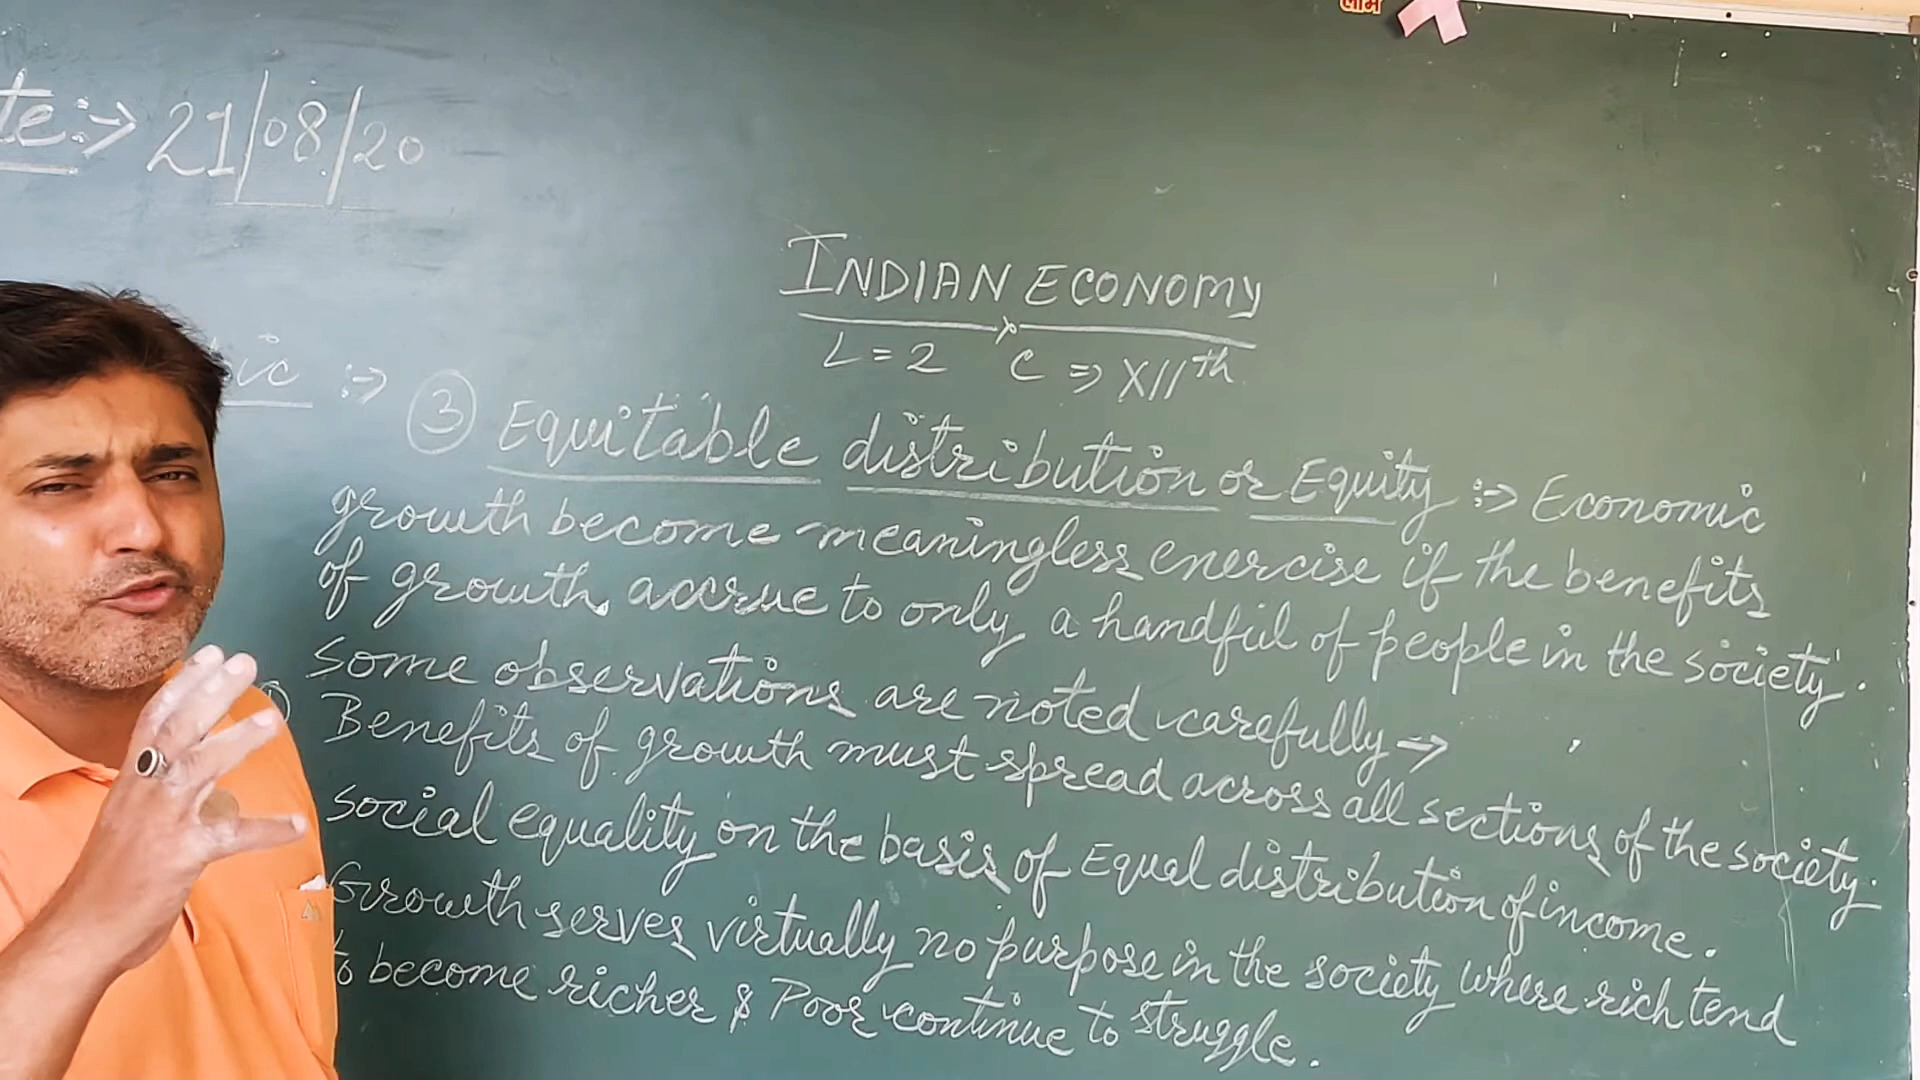 लाभ
te :-> 21/08/20
INDIAN ECONOMY
L = 2 C => XIIth
ic :->
③ Equitable distribution or Equity :-> Economic
growth become meaningless enercise if the benefits
of growth accrue to only a handful of people in the society.
Some observations are noted carefully ->
Benefits of growth must spread across all sections of the society.
Social equality on the basis of Equal distribution of income.
Growth serves virtually no purpose in the society where rich tend
to become richer & Poor continue to struggle.